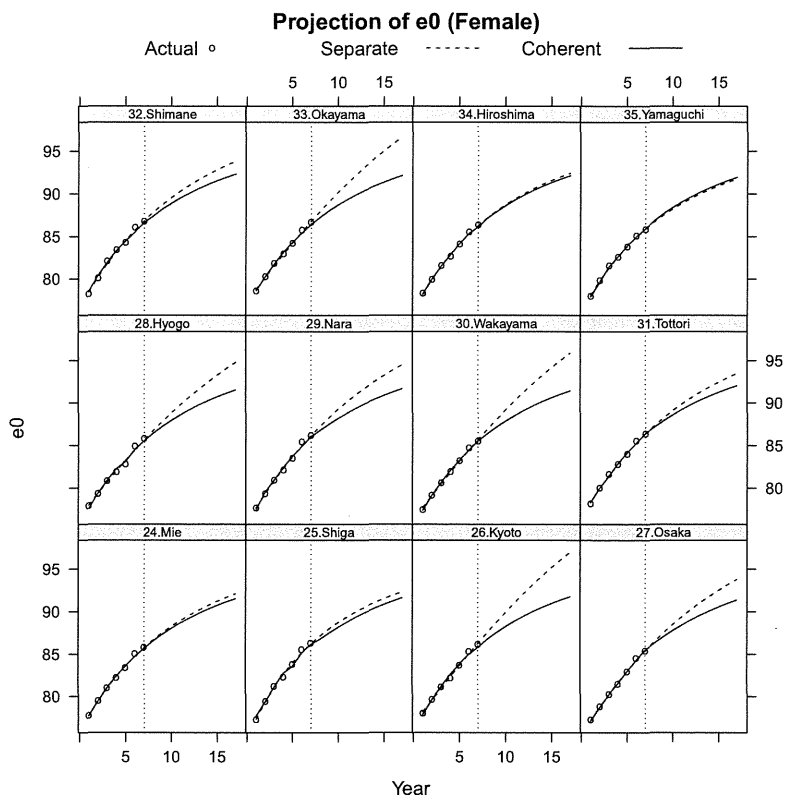 Projection of e0 (Female)
Actual Separate Coherent
5 10 15 5 10 15
32.Shimane 33.Okayama 34.Hiroshima 35.Yamaguchi
95
90
85
80
28.Hyogo 29.Nara 30.Wakayama 31.Tottori
95
90
85
80
e0
24.Mie 25.Shiga 26.Kyoto 27.Osaka
95
90
85
80
5 10 15 5 10 15
Year